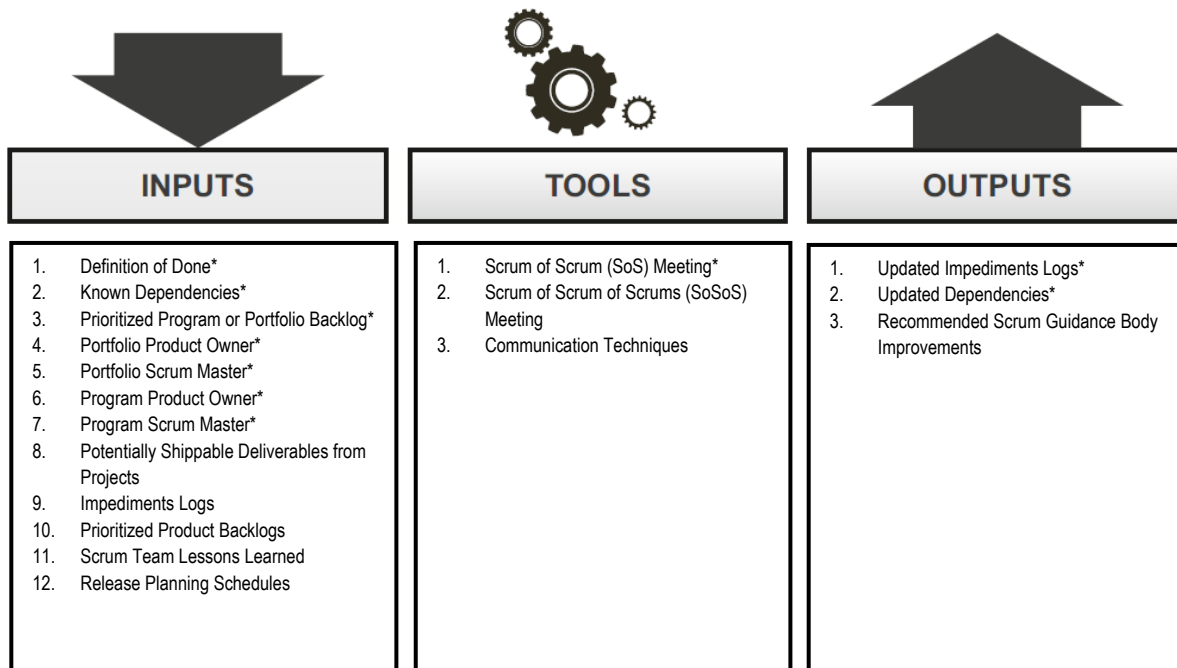 INPUTS
1. Definition of Done*
2. Known Dependencies*
3. Prioritized Program or Portfolio Backlog*
4. Portfolio Product Owner*
5. Portfolio Scrum Master*
6. Program Product Owner*
7. Program Scrum Master*
8. Potentially Shippable Deliverables from
Projects
9. Impediments Logs
10. Prioritized Product Backlogs
11. Scrum Team Lessons Learned
12. Release Planning Schedules
TOOLS
1. Scrum of Scrum (SoS) Meeting*
2. Scrum of Scrum of Scrums (SoSoS)
Meeting
3. Communication Techniques
OUTPUTS
1. Updated Impediments Logs*
2. Updated Dependencies*
3. Recommended Scrum Guidance Body
Improvements